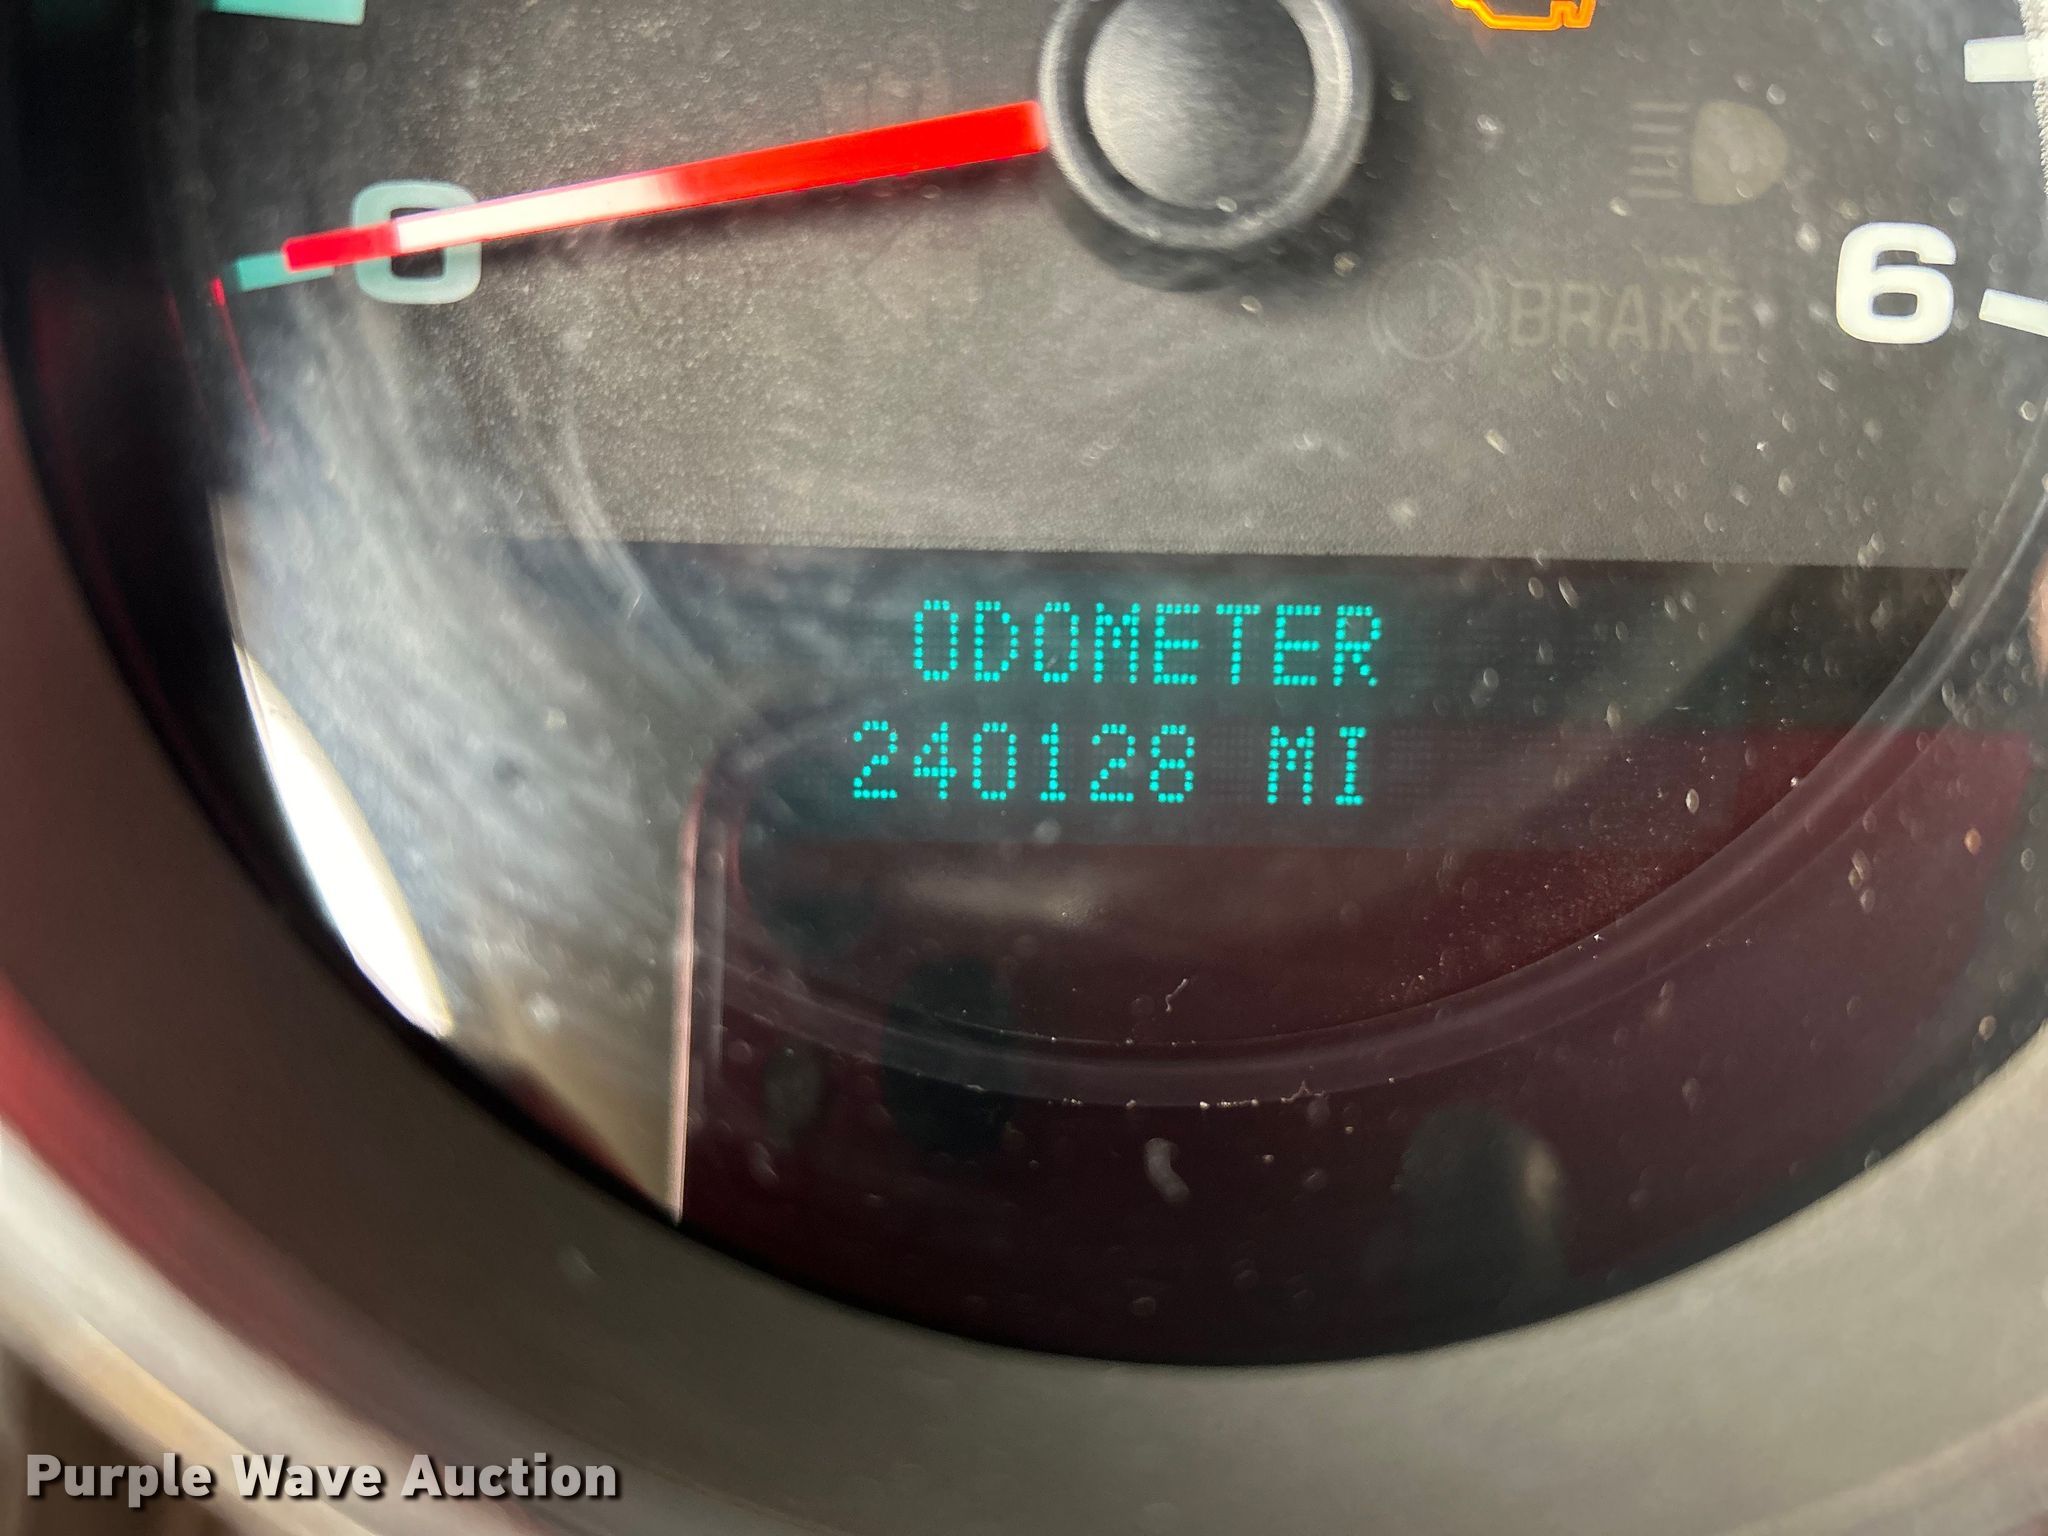 0
6
BRAKE
ODOMETER
240128 MI
Purple Wave Auction